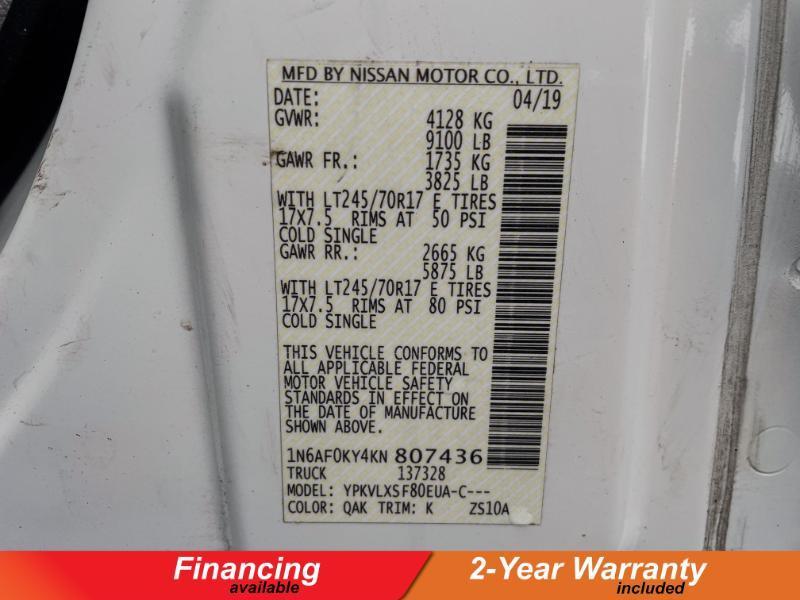 MFD BY NISSAN MOTOR CO., LTD.
DATE: 04/19
GVWR: 4128 KG
9100 LB
GAWR FR.: 1735 KG
3825 LB
WITH LT245/70R17 E TIRES
17X7.5 RIMS AT 50 PSI
COLD SINGLE
GAWR RR.: 2665 KG
5875 LB
WITH LT245/70R17 E TIRES
17X7.5 RIMS AT 80 PSI
COLD SINGLE
THIS VEHICLE CONFORMS TO
ALL APPLICABLE FEDERAL
MOTOR VEHICLE SAFETY
STANDARDS IN EFFECT ON
THE DATE OF MANUFACTURE
SHOWN ABOVE.
1N6AF0KY4KN 807436
TRUCK 137328
MODEL: YPKVLXSF80EUA-C---
COLOR: QAK TRIM: K ZS10A
Financing
available
2-Year Warranty
included